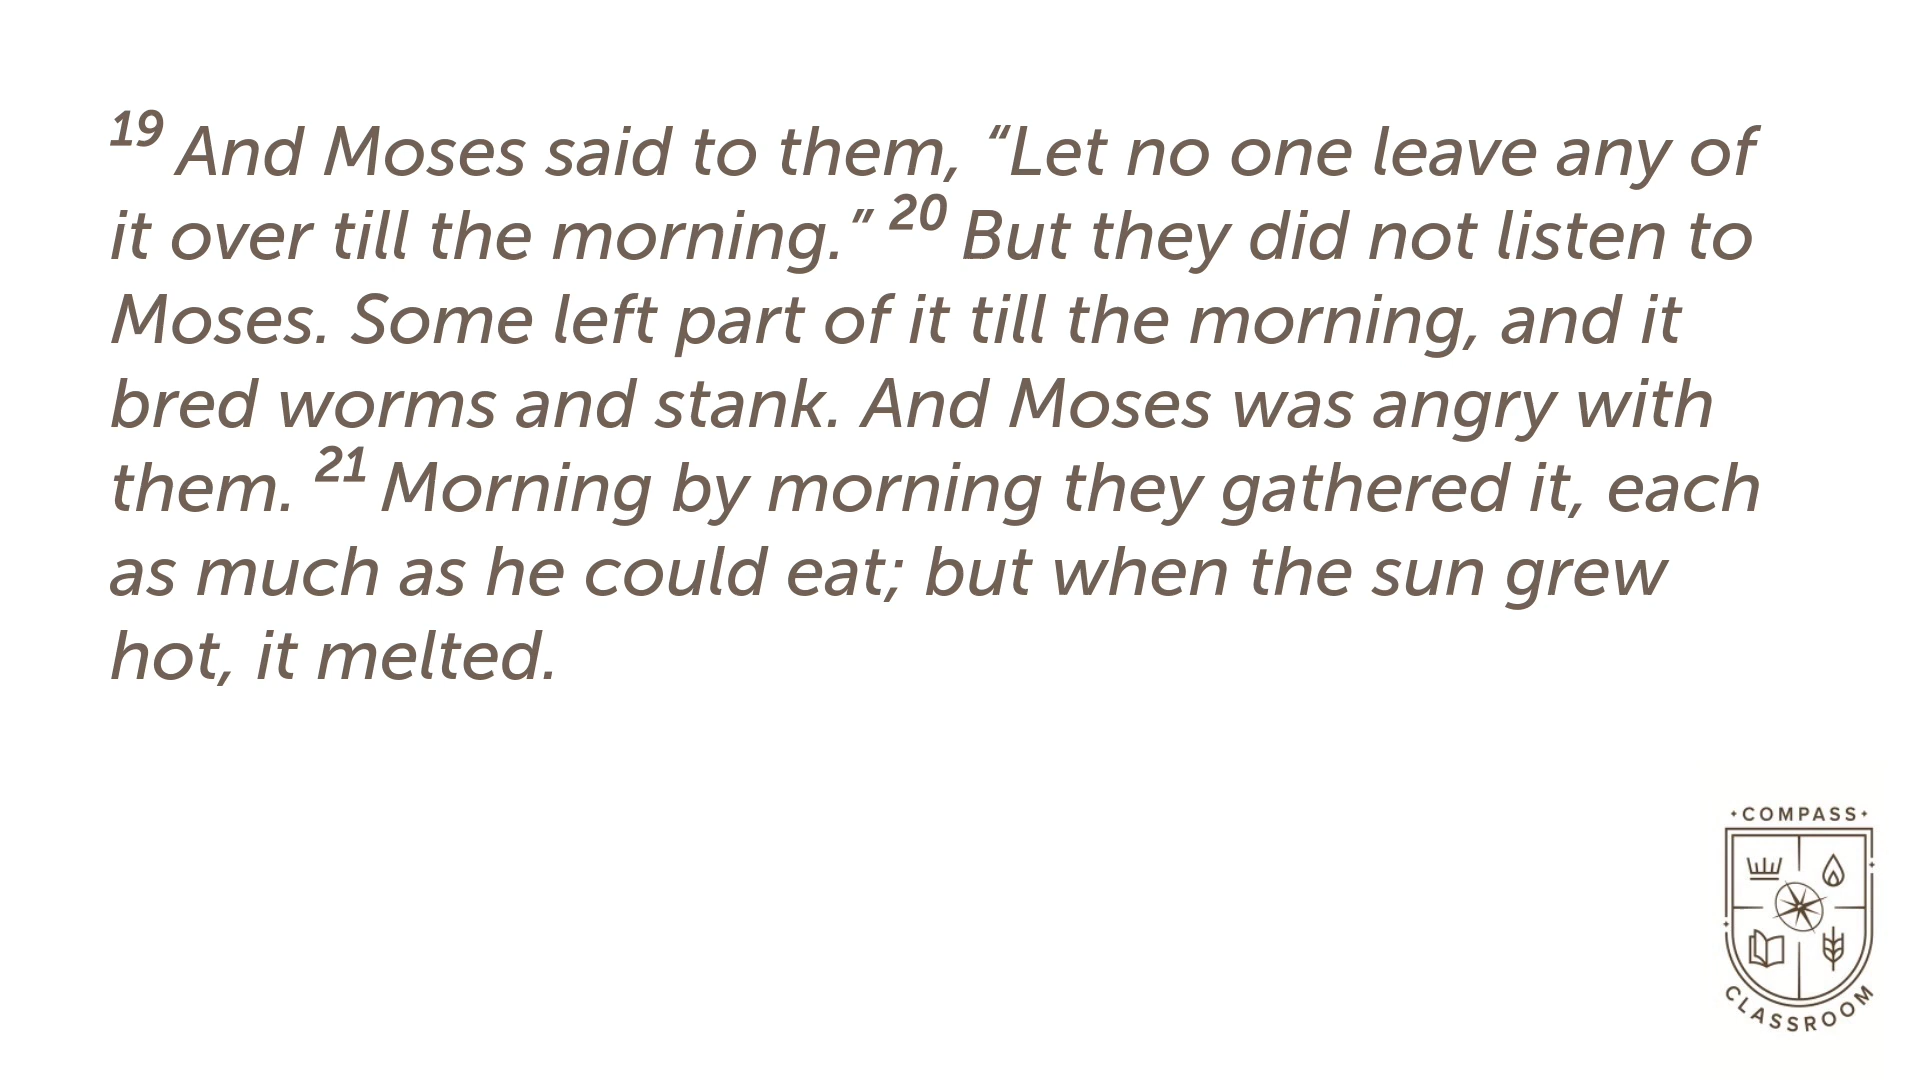 19 And Moses said to them, “Let no one leave any of
it over till the morning.” 20 But they did not listen to
Moses. Some left part of it till the morning, and it
bred worms and stank. And Moses was angry with
them. 21 Morning by morning they gathered it, each
as much as he could eat; but when the sun grew
hot, it melted.
COMPASS
CLASSROOM